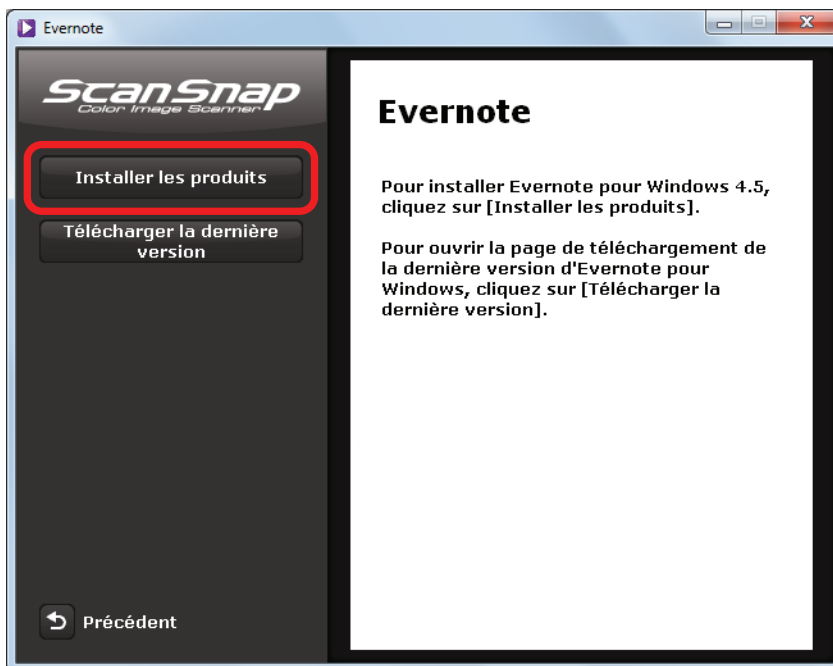 Evernote
ScanSnap
Color Image Scanner
Installer les produits
Télécharger la dernière
version
Précédent
Evernote
Pour installer Evernote pour Windows 4.5,
cliquez sur [Installer les produits].
Pour ouvrir la page de téléchargement de
la dernière version d'Evernote pour
Windows, cliquez sur [Télécharger la
dernière version].